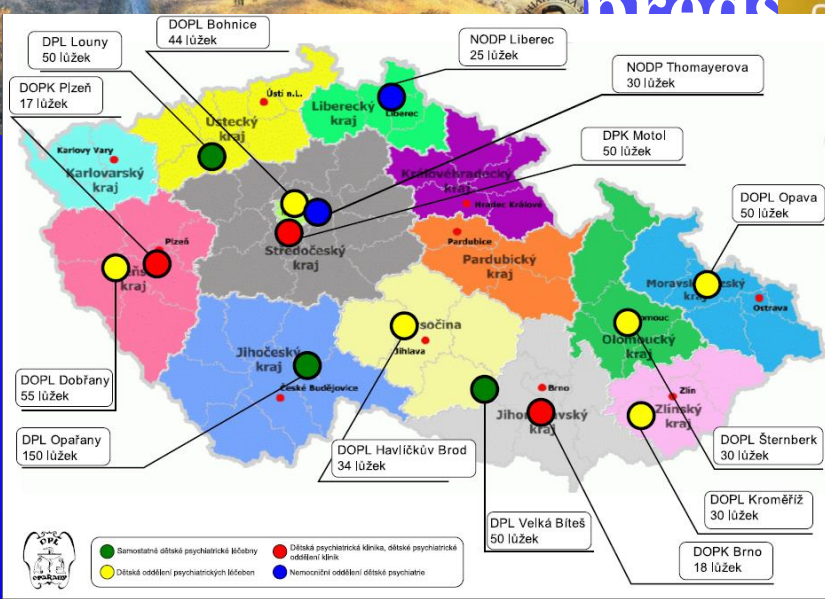 DOPL Bohnice
44 lůžek
DPL Louny
50 lůžek
DOPK Plzeň
17 lůžek
NODP Liberec
25 lůžek
NODP Thomayerova
30 lůžek
DPK Motol
50 lůžek
DOPL Opava
50 lůžek
Ústí n.L.
Ústecký
kraj
Liberecký
kraj
Liberec
Karlovy Vary
Karlovarský
kraj
Královéhradecký
kraj
Hradec Králové
Plzeň
kraj
Středočeský
kraj
Pardubice
Pardubický
kraj
Ostrava
Olomoucký
kraj
Jihlava
Jihočeský
kraj
České Budějovice
Brno
kraj
Zlín
Zlínský
kraj
DOPL Dobřany
55 lůžek
DPL Opařany
150 lůžek
DOPL Havlíčkův Brod
34 lůžek
DPL Velká Bíteš
50 lůžek
DOPL Šternberk
30 lůžek
DOPL Kroměříž
30 lůžek
DOPK Brno
18 lůžek
DPL
OPAŘANY
Samostatné dětské psychiatrické léčebny
Dětská oddělení psychiatrických léčeben
Dětská psychiatrická klinika, dětské psychiatrické
oddělení klinik
Nemocniční oddělení dětské psychiatrie